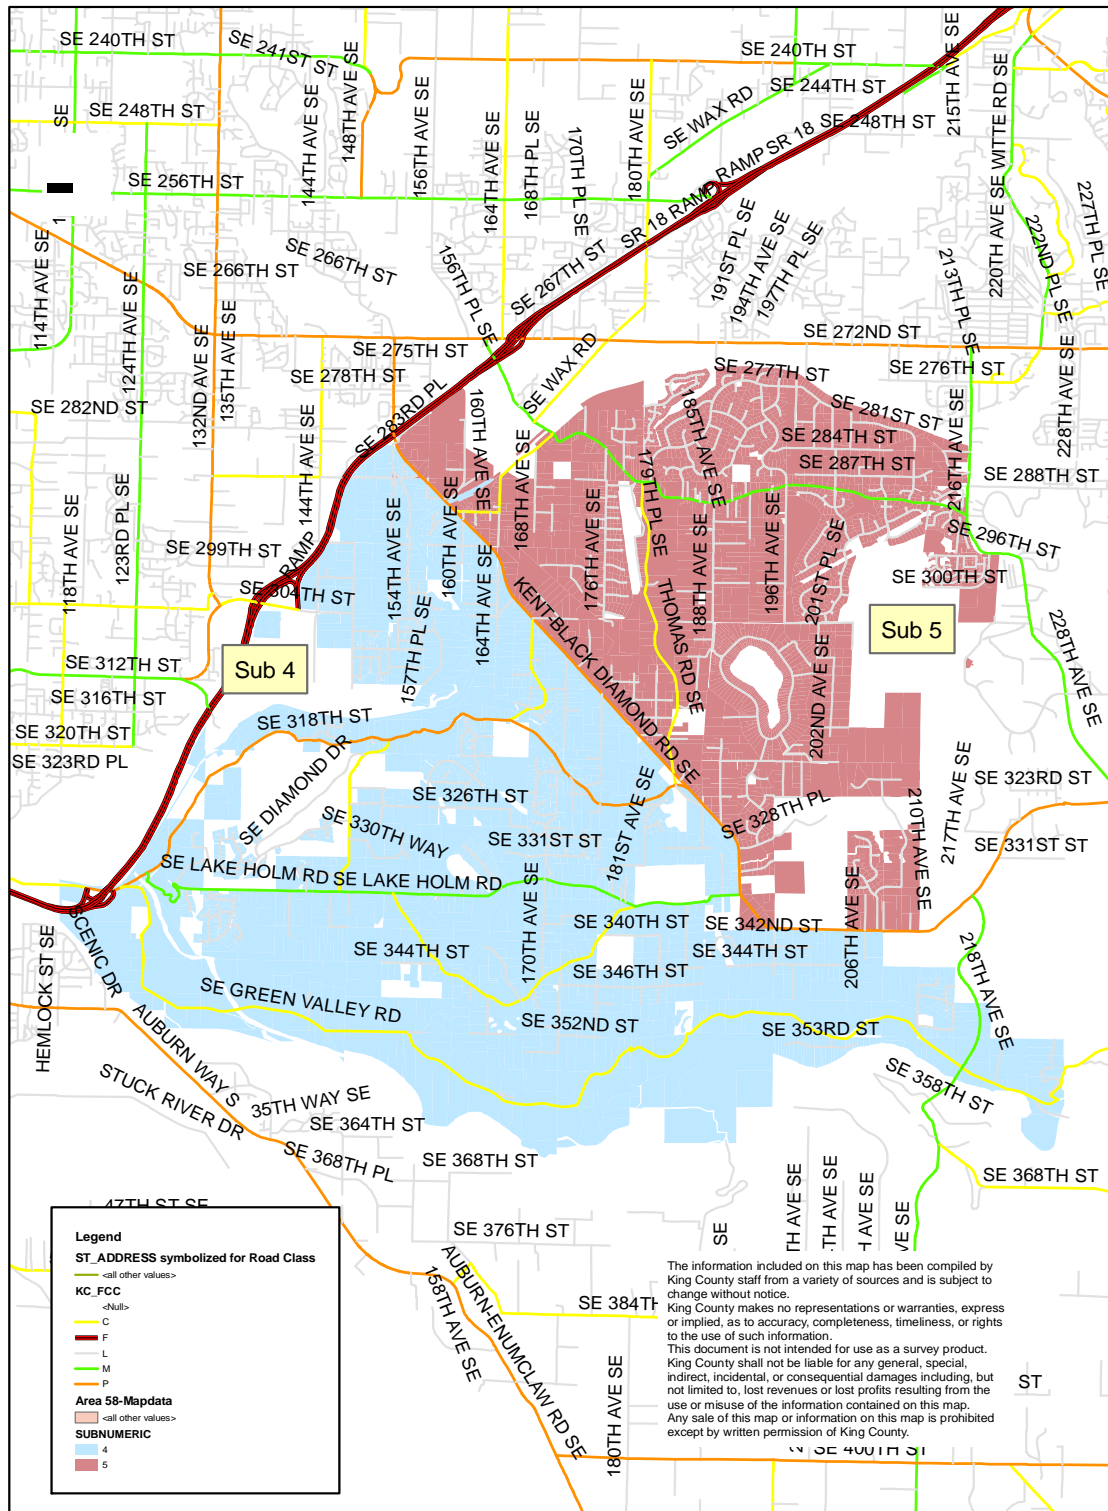 SE 240TH ST
SE 241ST ST
148TH AVE SE
SE 240TH ST
215TH AVE SE
SE 244TH ST
SE WAX RD
SE 248TH ST
SE
SE 248TH ST
144TH AVE SE
156TH AVE SE
164TH AVE SE
168TH PL SE
170TH PL SE
180TH AVE SE
SR 18
RAMP
RAMP
SR 18
220TH AVE SE
WITTE RD SE
SE 256TH ST
1
227TH PL SE
222ND PL SE
114TH AVE SE
SE 266TH ST
SE 266TH ST
156TH PL SE
SE 267TH ST
191ST PL SE
194TH AVE SE
197TH PL SE
213TH PL SE
124TH AVE SE
132ND AVE SE
135TH AVE SE
SE 272ND ST
SE 275TH ST
SE 278TH ST
SE WAX RD
SE 277TH ST
SE 276TH ST
228TH AVE SE
SE 282ND ST
SE 283RD PL
160TH AVE SE
185TH AVE SE
SE 281ST ST
SE 284TH ST
SE 287TH ST
216TH AVE SE
SE 288TH ST
144TH AVE SE
RAMP
123RD PL SE
118TH AVE SE
SE 299TH ST
SE 304TH ST
154TH AVE SE
160TH AVE SE
168TH AVE SE
164TH AVE SE
176TH AVE SE
179TH PL SE
THOMAS RD SE
188TH AVE SE
196TH AVE SE
201ST PL SE
SE 296TH ST
SE 300TH ST
228TH AVE SE
Sub 5
KENT-BLACK DIAMOND RD SE
157TH PL SE
SE 312TH ST
Sub 4
SE 316TH ST
SE 318TH ST
SE 320TH ST
SE 323RD PL
202ND AVE SE
SE DIAMOND DR
SE 326TH ST
181ST AVE SE
SE 328TH PL
210TH AVE SE
217TH AVE SE
SE 323RD ST
SE 330TH WAY
SE 331ST ST
SE 331ST ST
SE LAKE HOLM RD
SE LAKE HOLM RD
170TH AVE SE
206TH AVE SE
SE 340TH ST
SE 342ND ST
SCENIC DR
HEMLOCK ST SE
SE 344TH ST
SE 344TH ST
SE 346TH ST
218TH AVE SE
SE GREEN VALLEY RD
SE 352ND ST
SE 353RD ST
AUBURN WAY S
STUCK RIVER DR
35TH WAY SE
SE 358TH ST
SE 364TH ST
SE 368TH PL
SE 368TH ST
SE 368TH ST
47TH ST SE
SE 376TH ST
SE
TH AVE SE
TH AVE SE
H AVE SE
VE SE
AUBURN-ENUMCLAW RD SE
158TH AVE SE
SE 384TH
180TH AVE SE
ST
SE 400TH ST
Legend
ST_ADDRESS symbolized for Road Class
<all other values>
KC_FCC
<Null>
C
F
L
M
P
Area 58-Mapdata
<all other values>
SUBNUMERIC
4
5
The information included on this map has been compiled by
King County staff from a variety of sources and is subject to
change without notice.
King County makes no representations or warranties, express
or implied, as to accuracy, completeness, timeliness, or rights
to the use of such information.
This document is not intended for use as a survey product.
King County shall not be liable for any general, special,
indirect, incidental, or consequential damages including, but
not limited to, lost revenues or lost profits resulting from the
use or misuse of the information contained on this map.
Any sale of this map or information on this map is prohibited
except by written permission of King County.